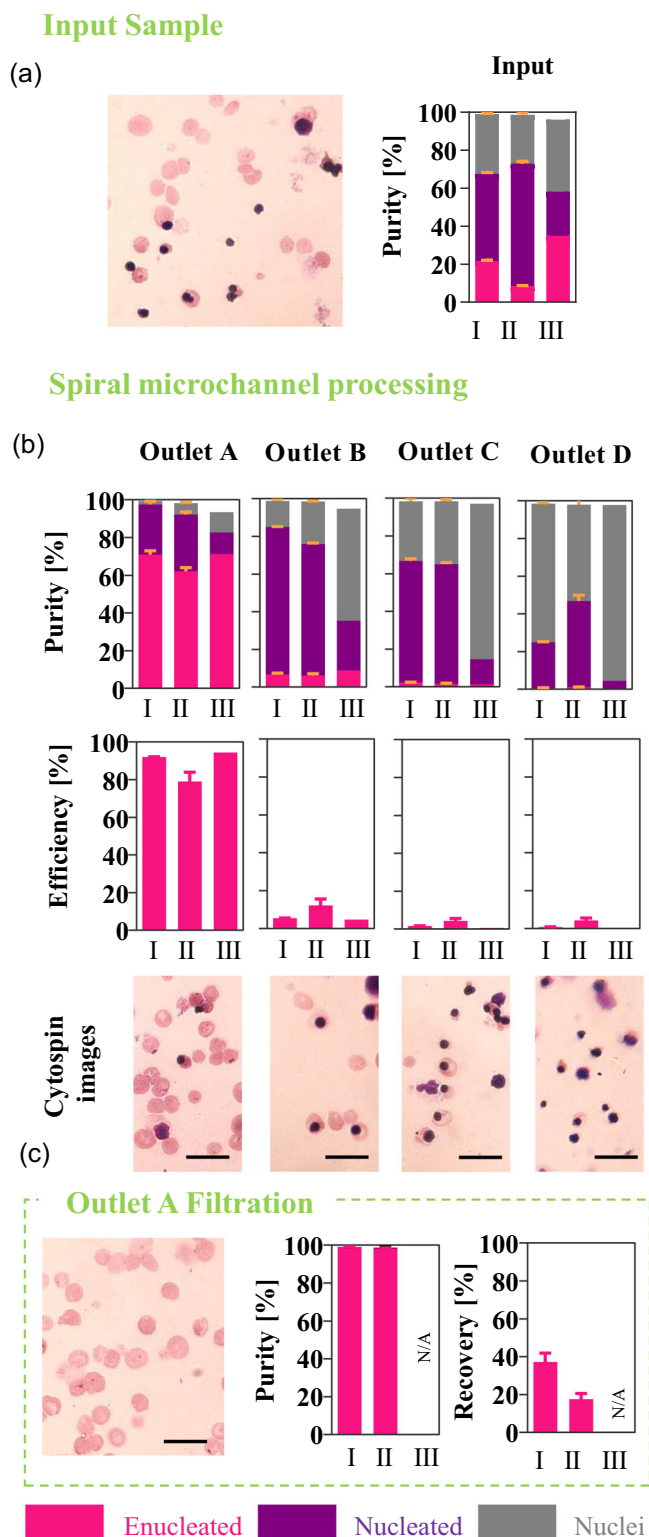 Input Sample
(a)
Input
Purity [%]
100
80
60
40
20
0
I II III
Spiral microchannel processing
(b)
Outlet A Outlet B Outlet C Outlet D
Purity [%]
100
80
60
40
20
0
I II III I II III I II III I II III
Efficiency [%]
100
80
60
40
20
0
I II III I II III I II III I II III
Cytospin
images
(c)
Outlet A Filtration
Purity [%]
100
80
60
40
20
0
N/A
I II III
Recovery [%]
100
80
60
40
20
0
N/A
I II III
Enucleated Nucleated Nuclei